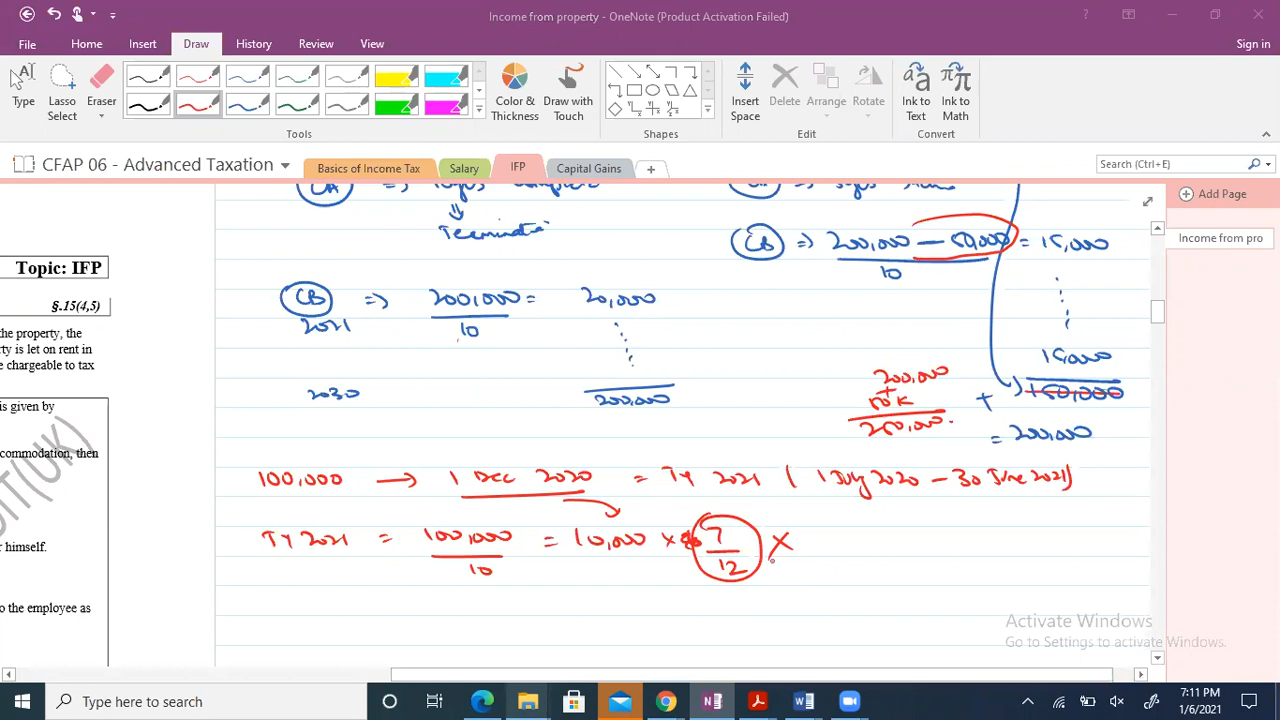 Income from property - OneNote (Product Activation Failed)
File Home Insert Draw History Review View Sign in
Type Lasso Select Eraser Color & Thickness Draw with Touch Insert Space Delete Arrange Rotate Ink to Text Ink to Math
Tools Shapes Edit Convert
CFAP 06 - Advanced Taxation Basics of Income Tax Salary IFP Capital Gains Search (Ctrl+E)
Add Page
Income from pro
Topic: IFP
§.15(4,5)
the property, the
ty is let on rent in
e chargeable to tax
is given by
commodation, then
r himself.
o the employee as
DIT(UK)
CB => 200,000 = 20,000
2021 10
2030 200,000
CB => 200,000 - 50,000 = 15,000
10
15,000
150,000
+
= 200,000
200,000
+
50K
250,000.
100,000 → 1 Dec 2020 = TY 2021 ( 1 July 2020 - 30 June 2021)
TY 2021 = 100,000 = 10,000 x 7 X
10 12
Activate Windows
Go to Settings to activate Windows.
Type here to search
7:11 PM
1/6/2021